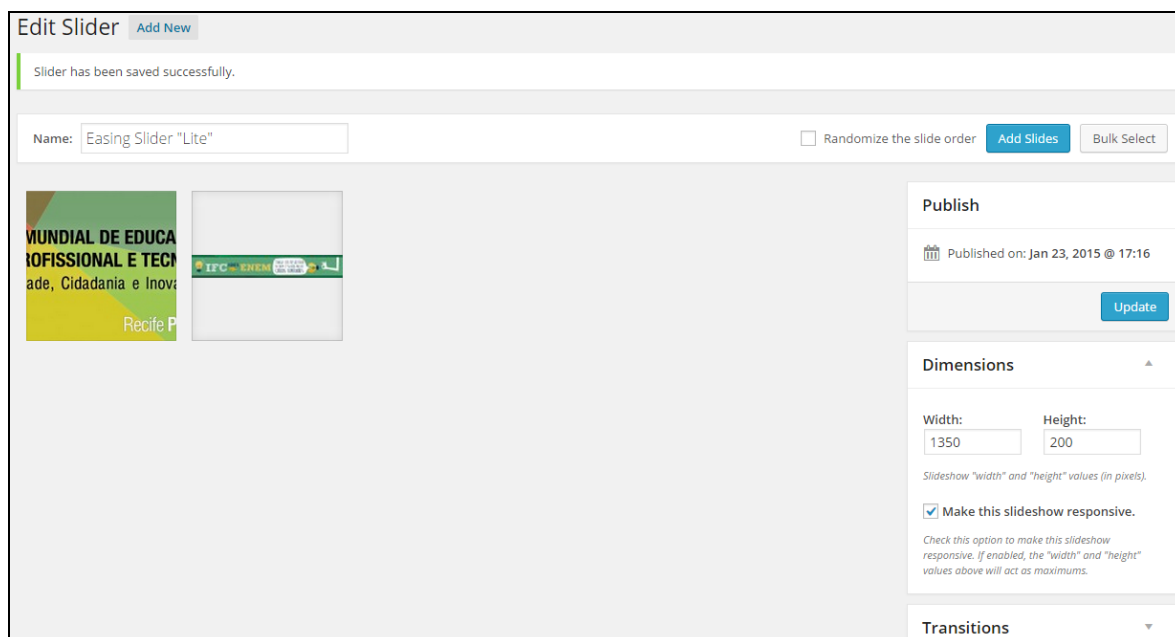 Edit Slider Add New
Slider has been saved successfully.
Name: Easing Slider "Lite"
Randomize the slide order Add Slides Bulk Select
MUNDIAL DE EDUCA
ROFISSIONAL E TECN
ade, Cidadania e Inova
Recife P
IFC ENEM
Publish
Published on: Jan 23, 2015 @ 17:16
Update
Dimensions
Width: Height:
1350 200
Slideshow "width" and "height" values (in pixels).
Make this slideshow responsive.
Check this option to make this slideshow
responsive. If enabled, the "width" and "height"
values above will act as maximums.
Transitions